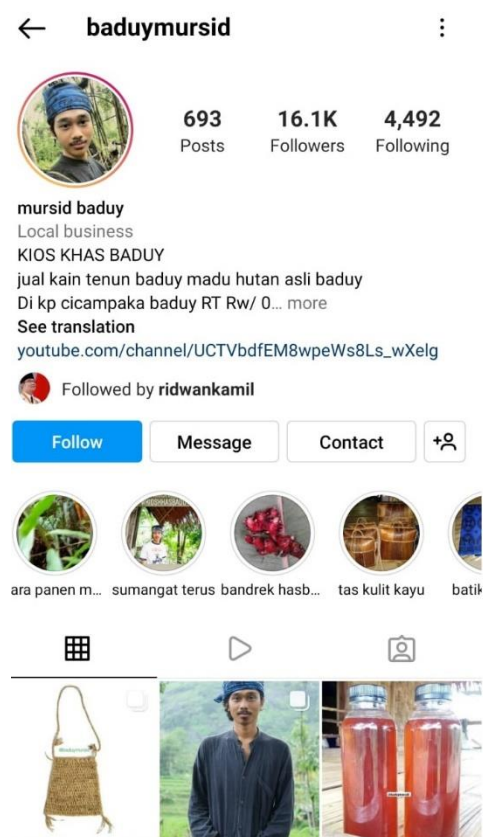 baduymursid
693 16.1K 4,492
Posts Followers Following
mursid baduy
Local business
KIOS KHAS BADUY
jual kain tenun baduy madu hutan asli baduy
Di kp cicampaka baduy RT Rw/ 0... more
See translation
youtube.com/channel/UCTVbdfEM8wpeWs8Ls_wXelg
Followed by ridwankamil
Follow Message Contact
ara panen m... sumangat terus bandrek hasb... tas kulit kayu batik